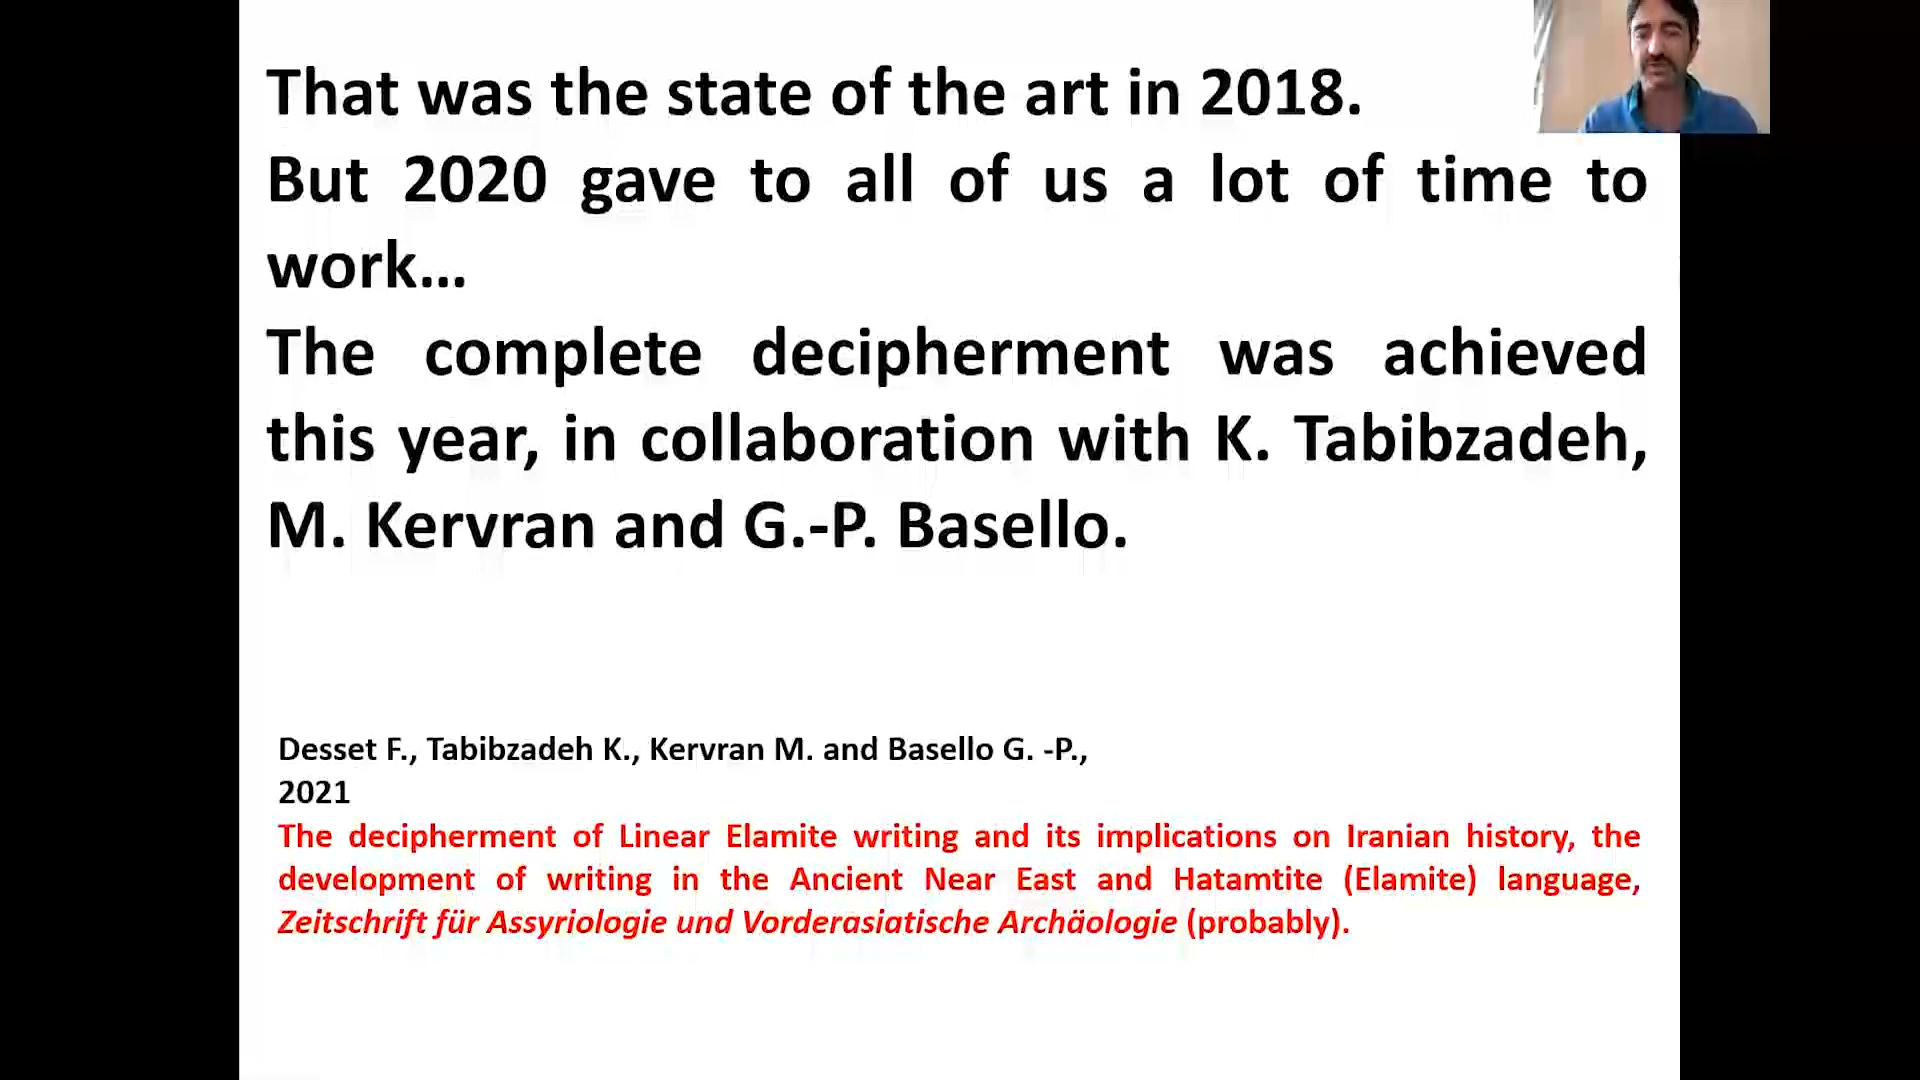 That was the state of the art in 2018.
But 2020 gave to all of us a lot of time to
work...
The complete decipherment was achieved
this year, in collaboration with K. Tabibzadeh,
M. Kervran and G.-P. Basello.
Desset F., Tabibzadeh K., Kervran M. and Basello G. -P.,
2021
The decipherment of Linear Elamite writing and its implications on Iranian history, the
development of writing in the Ancient Near East and Hatamtite (Elamite) language,
Zeitschrift für Assyriologie und Vorderasiatische Archäologie (probably).